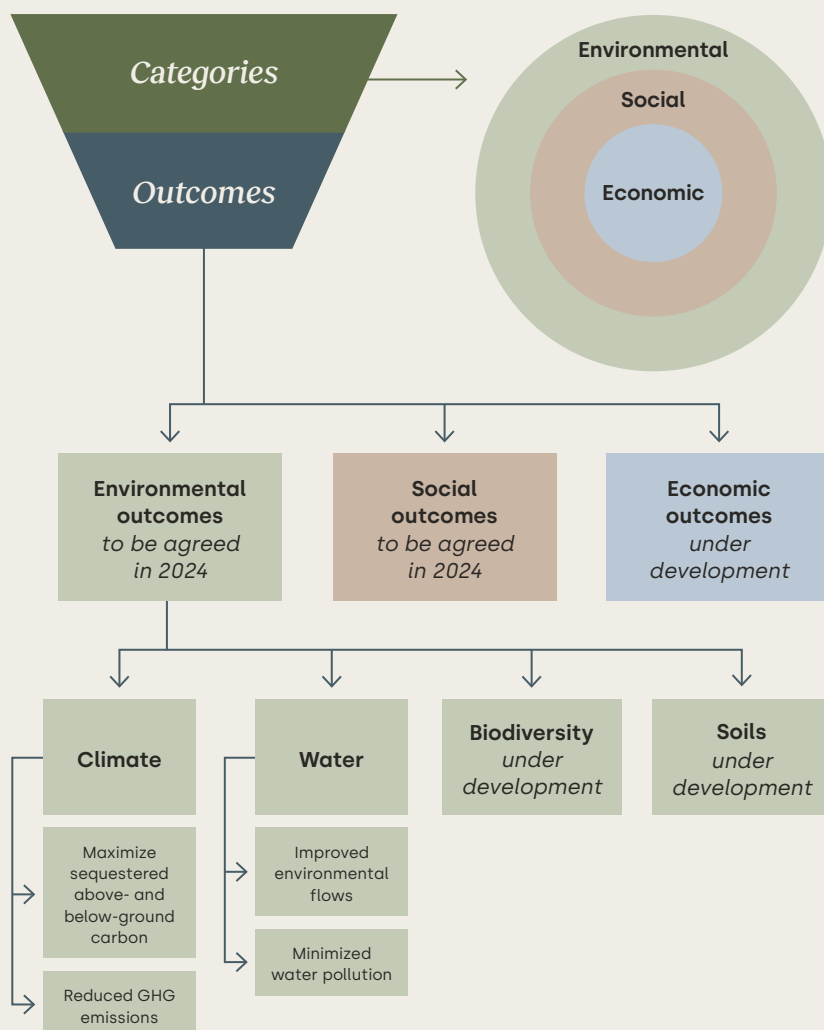 Categories
Outcomes
Environmental
Social
Economic
Environmental
outcomes
to be agreed
in 2024
Social
outcomes
to be agreed
in 2024
Economic
outcomes
under
development
Climate
Water
Biodiversity
under
development
Soils
under
development
Maximize
sequestered
above- and
below-ground
carbon
Reduced GHG
emissions
Improved
environmental
flows
Minimized
water pollution